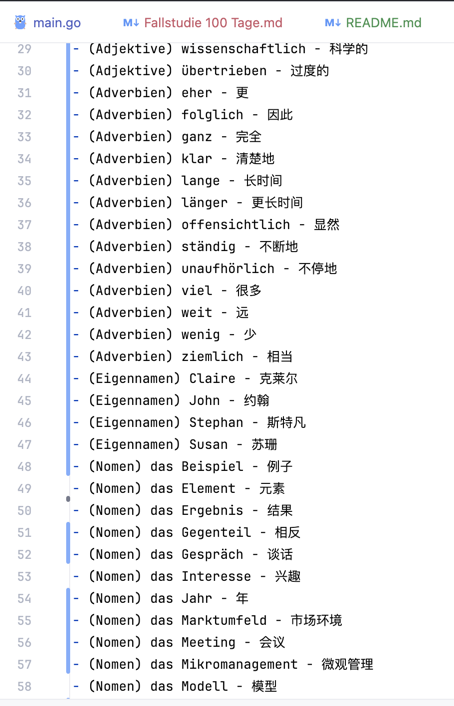 main.go Fallstudie 100 Tage.md README.md
29 - (Adjektive) wissenschaftlich - 科学的
30 - (Adjektive) übertrieben - 过度的
31 - (Adverbien) eher - 更
32 - (Adverbien) folglich - 因此
33 - (Adverbien) ganz - 完全
34 - (Adverbien) klar - 清楚地
35 - (Adverbien) lange - 长时间
36 - (Adverbien) länger - 更长时间
37 - (Adverbien) offensichtlich - 显然
38 - (Adverbien) ständig - 不断地
39 - (Adverbien) unaufhörlich - 不停地
40 - (Adverbien) viel - 很多
41 - (Adverbien) weit - 远
42 - (Adverbien) wenig - 少
43 - (Adverbien) ziemlich - 相当
44 - (Eigennamen) Claire - 克莱尔
45 - (Eigennamen) John - 约翰
46 - (Eigennamen) Stephan - 斯特凡
47 - (Eigennamen) Susan - 苏珊
48 - (Nomen) das Beispiel - 例子
49 - (Nomen) das Element - 元素
50 - (Nomen) das Ergebnis - 结果
51 - (Nomen) das Gegenteil - 相反
52 - (Nomen) das Gespräch - 谈话
53 - (Nomen) das Interesse - 兴趣
54 - (Nomen) das Jahr - 年
55 - (Nomen) das Marktumfeld - 市场环境
56 - (Nomen) das Meeting - 会议
57 - (Nomen) das Mikromanagement - 微观管理
58 - (Nomen) das Modell - 模型